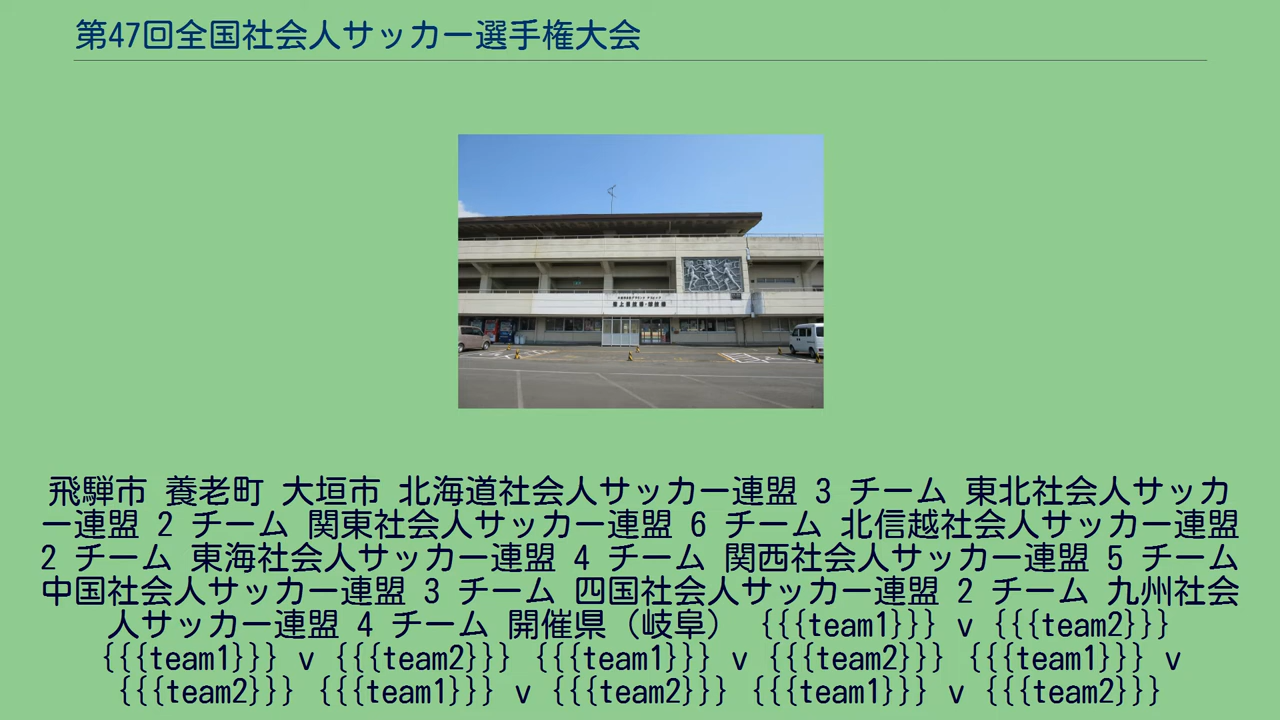 第47回全国社会人サッカー選手権大会
陸上競技場・球技場
飛騨市 養老町 大垣市 北海道社会人サッカー連盟 3 チーム 東北社会人サッカ
ー連盟 2 チーム 関東社会人サッカー連盟 6 チーム 北信越社会人サッカー連盟
2 チーム 東海社会人サッカー連盟 4 チーム 関西社会人サッカー連盟 5 チーム
中国社会人サッカー連盟 3 チーム 四国社会人サッカー連盟 2 チーム 九州社会
人サッカー連盟 4 チーム 開催県（岐阜） {{{team1}}} v {{{team2}}}
{{{team1}}} v {{{team2}}} {{{team1}}} v {{{team2}}} {{{team1}}} v
{{{team2}}} {{{team1}}} v {{{team2}}} {{{team1}}} v {{{team2}}}